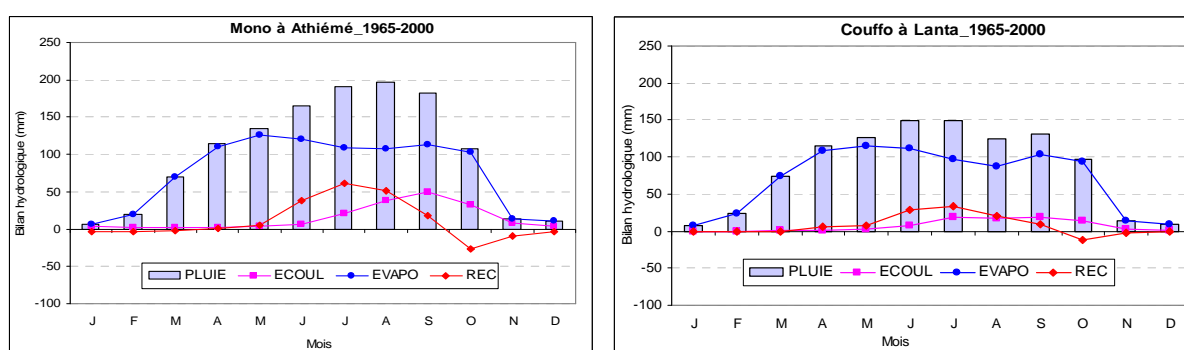 Mono à Athiémé_1965-2000
Bilan hydrologique (mm)
250
200
150
100
50
0
-50
-100
PLUIE ECOUL EVAPO REC
J F M A M J J A S O N D
Mois
Couffo à Lanta_1965-2000
Bilan hydrologique (mm)
250
200
150
100
50
0
-50
-100
PLUIE ECOUL EVAPO REC
J F M A M J J A S O N D
Mois